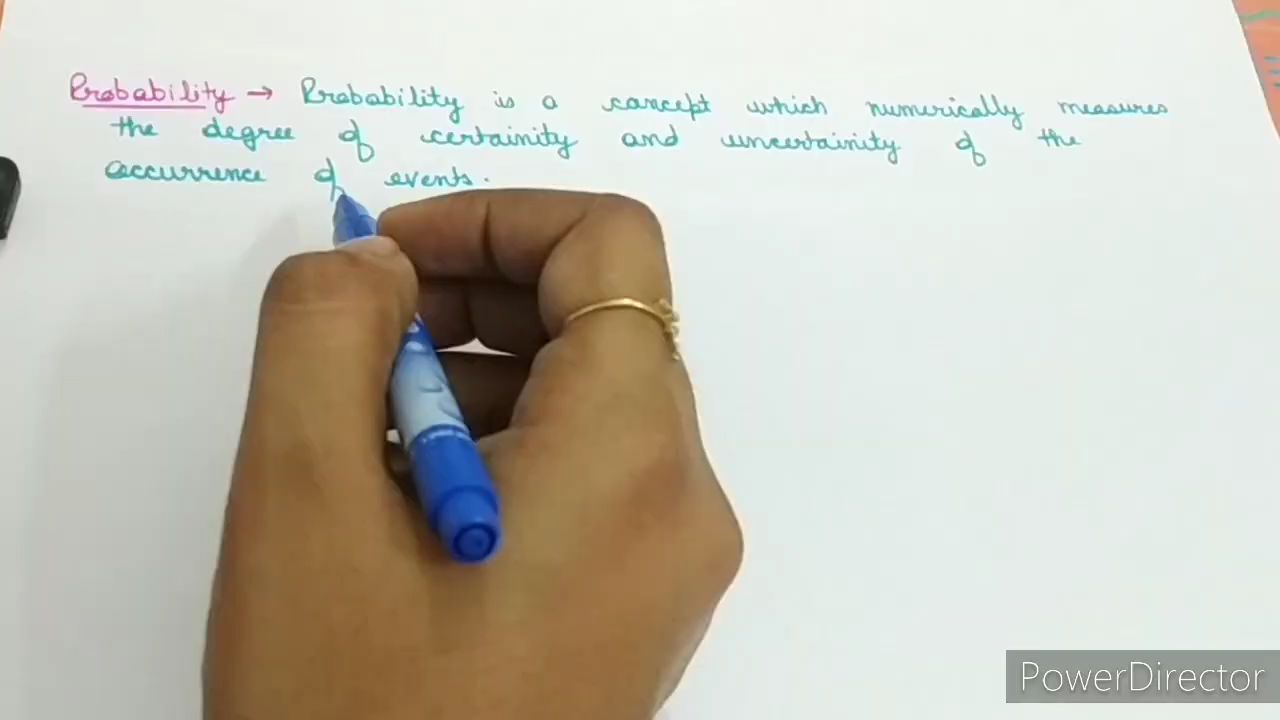 Probability → Probability is a concept which numerically measures
the degree of certainity and uncertainity of the
occurrence of events.
PowerDirector